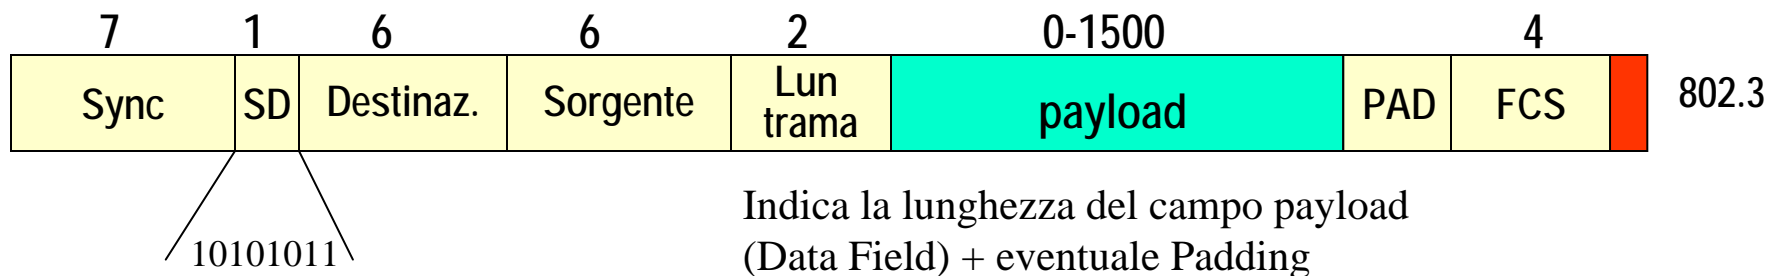 7 1 6 6 2 0-1500 4
Sync SD Destinaz. Sorgente Lun trama payload PAD FCS 802.3
10101011
Indica la lunghezza del campo payload
(Data Field) + eventuale Padding